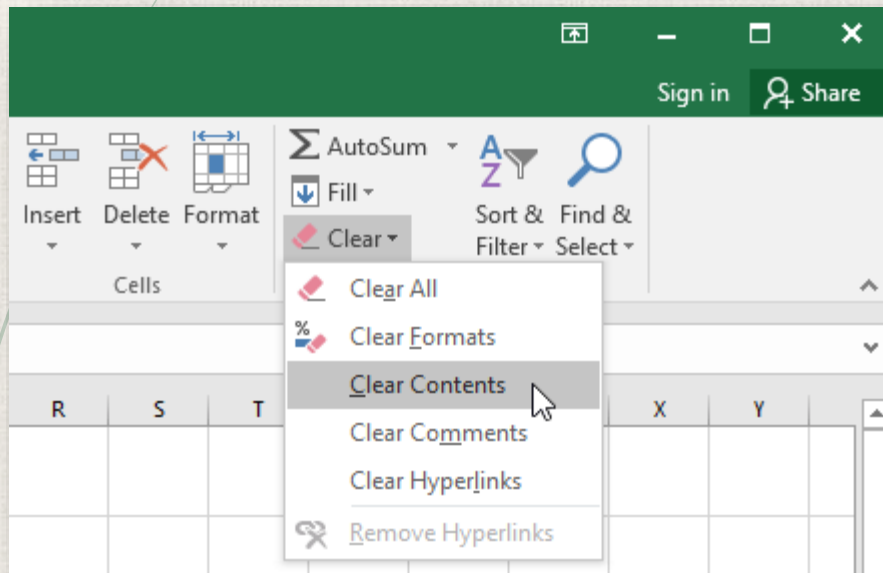 Sign in Share
AutoSum
Fill
Insert Delete Format
Clear
Sort & Filter
Find & Select
Cells
Clear All
Clear Formats
Clear Contents
Clear Comments
Clear Hyperlinks
Remove Hyperlinks
R S T X Y